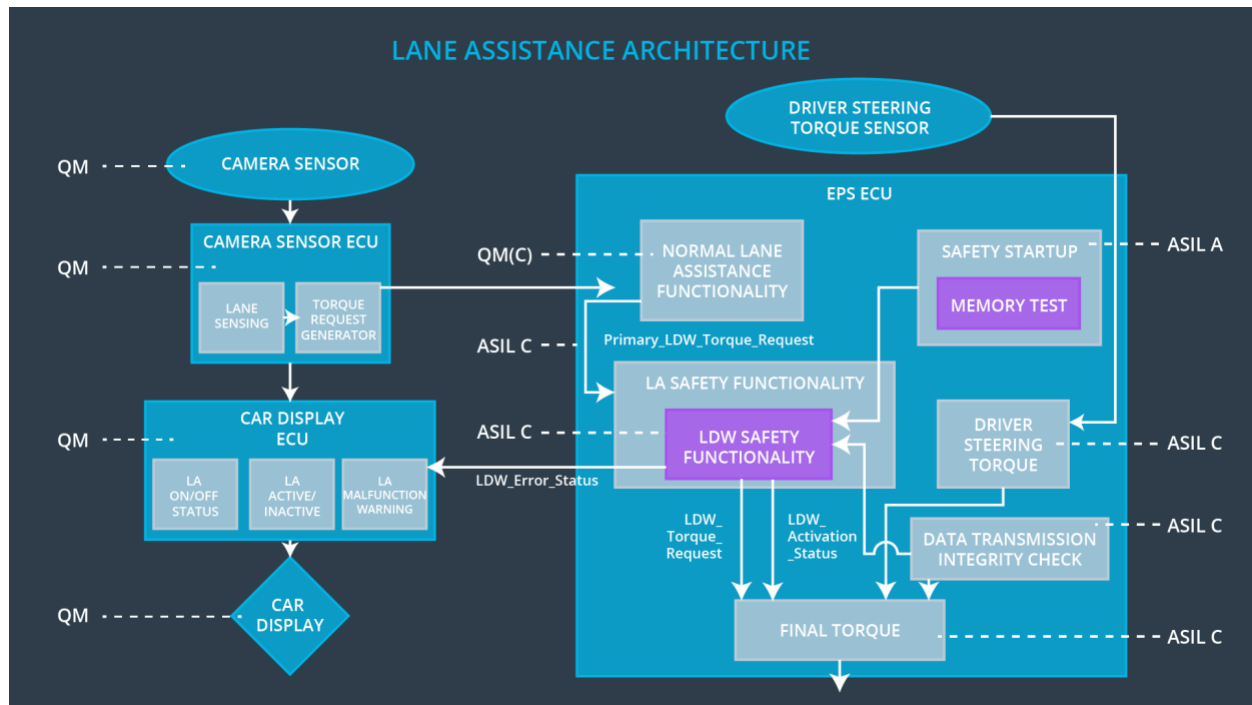 LANE ASSISTANCE ARCHITECTURE
QM
CAMERA SENSOR
QM
CAMERA SENSOR ECU
LANE
SENSING
TORQUE
REQUEST
GENERATOR
QM
CAR DISPLAY
ECU
LA
ON/OFF
STATUS
LA
ACTIVE/
INACTIVE
LA
MALFUNCTION
WARNING
QM
CAR
DISPLAY
DRIVER STEERING
TORQUE SENSOR
EPS ECU
QM(C)
NORMAL LANE
ASSISTANCE
FUNCTIONALITY
SAFETY STARTUP
MEMORY TEST
ASIL A
ASIL C
Primary_LDW_Torque_Request
LA SAFETY FUNCTIONALITY
ASIL C
LDW SAFETY
FUNCTIONALITY
LDW_Error_Status
DRIVER
STEERING
TORQUE
ASIL C
LDW_
Torque_
Request
LDW_
Activation
_Status
DATA TRANSMISSION
INTEGRITY CHECK
ASIL C
FINAL TORQUE
ASIL C